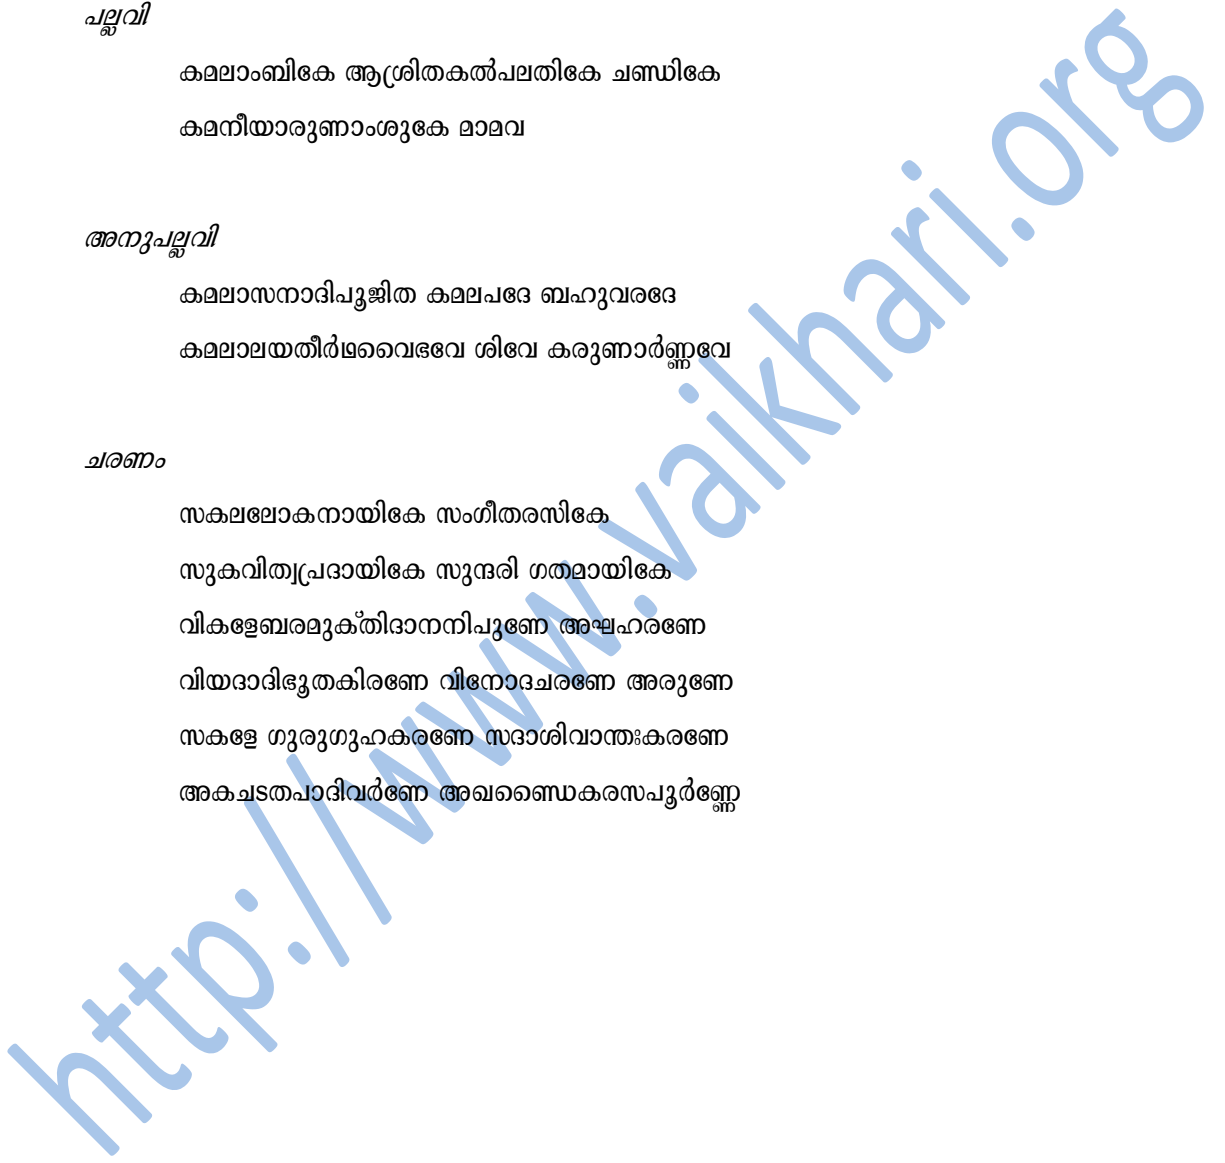 പല്ലവി
കമലാംബികേ ആശ്രിതകൽപലതികേ ചണ്ഡികേ
കമനീയാരുണാംശുകേ മാമവ
അനുപല്ലവി
കമലാസനാദിപൂജിത കമലപദേ ബഹുവരദേ
കമലാലയതീർഥവൈഭവേ ശിവേ കരുണാർണ്ണവേ
ചരണം
സകലലോകനായികേ സംഗീതരസികേ
സുകവിത്വപ്രദായികേ സുന്ദരി ഗതമായികേ
വികളേബരമുക്തിദാനനിപുണേ അഘഹരണേ
വിയദാദിഭൂതകിരണേ വിനോദചരണേ അരുണേ
സകളേ ഗുരുഗുഹകരണേ സദാശിവാന്തഃകരണേ
അകചടതപാദിവർണേ അഖണ്ഡൈകരസപൂർണ്ണേ
http://www.vaikhari.org